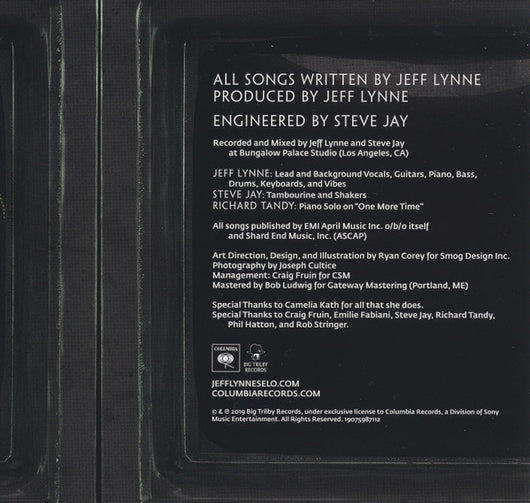 ALL SONGS WRITTEN BY JEFF LYNNE
PRODUCED BY JEFF LYNNE
ENGINEERED BY STEVE JAY
Recorded and Mixed by Jeff Lynne and Steve Jay
at Bungalow Palace Studio (Los Angeles, CA)
JEFF LYNNE: Lead and Background Vocals, Guitars, Piano, Bass,
Drums, Keyboards, and Vibes
STEVE JAY: Tambourine and Shakers
RICHARD TANDY: Piano Solo on "One More Time"
All songs published by EMI April Music Inc. o/b/o itself
and Shard End Music, Inc. (ASCAP)
Art Direction, Design, and Illustration by Ryan Corey for Smog Design Inc.
Photography by Joseph Cultice
Management: Craig Fruin for CSM
Mastered by Bob Ludwig for Gateway Mastering (Portland, ME)
Special Thanks to Camelia Kath for all that she does.
Special Thanks to Craig Fruin, Emilie Fabiani, Steve Jay, Richard Tandy,
Phil Hatton, and Rob Stringer.
COLUMBIA
BIG TRILBY
RECORDS
JEFFLYNNESELO.COM
COLUMBIARECORDS.COM
© & ℗ 2019 Big Trilby Records, under exclusive license to Columbia Records, a Division of Sony
Music Entertainment. All Rights Reserved. 19075987112